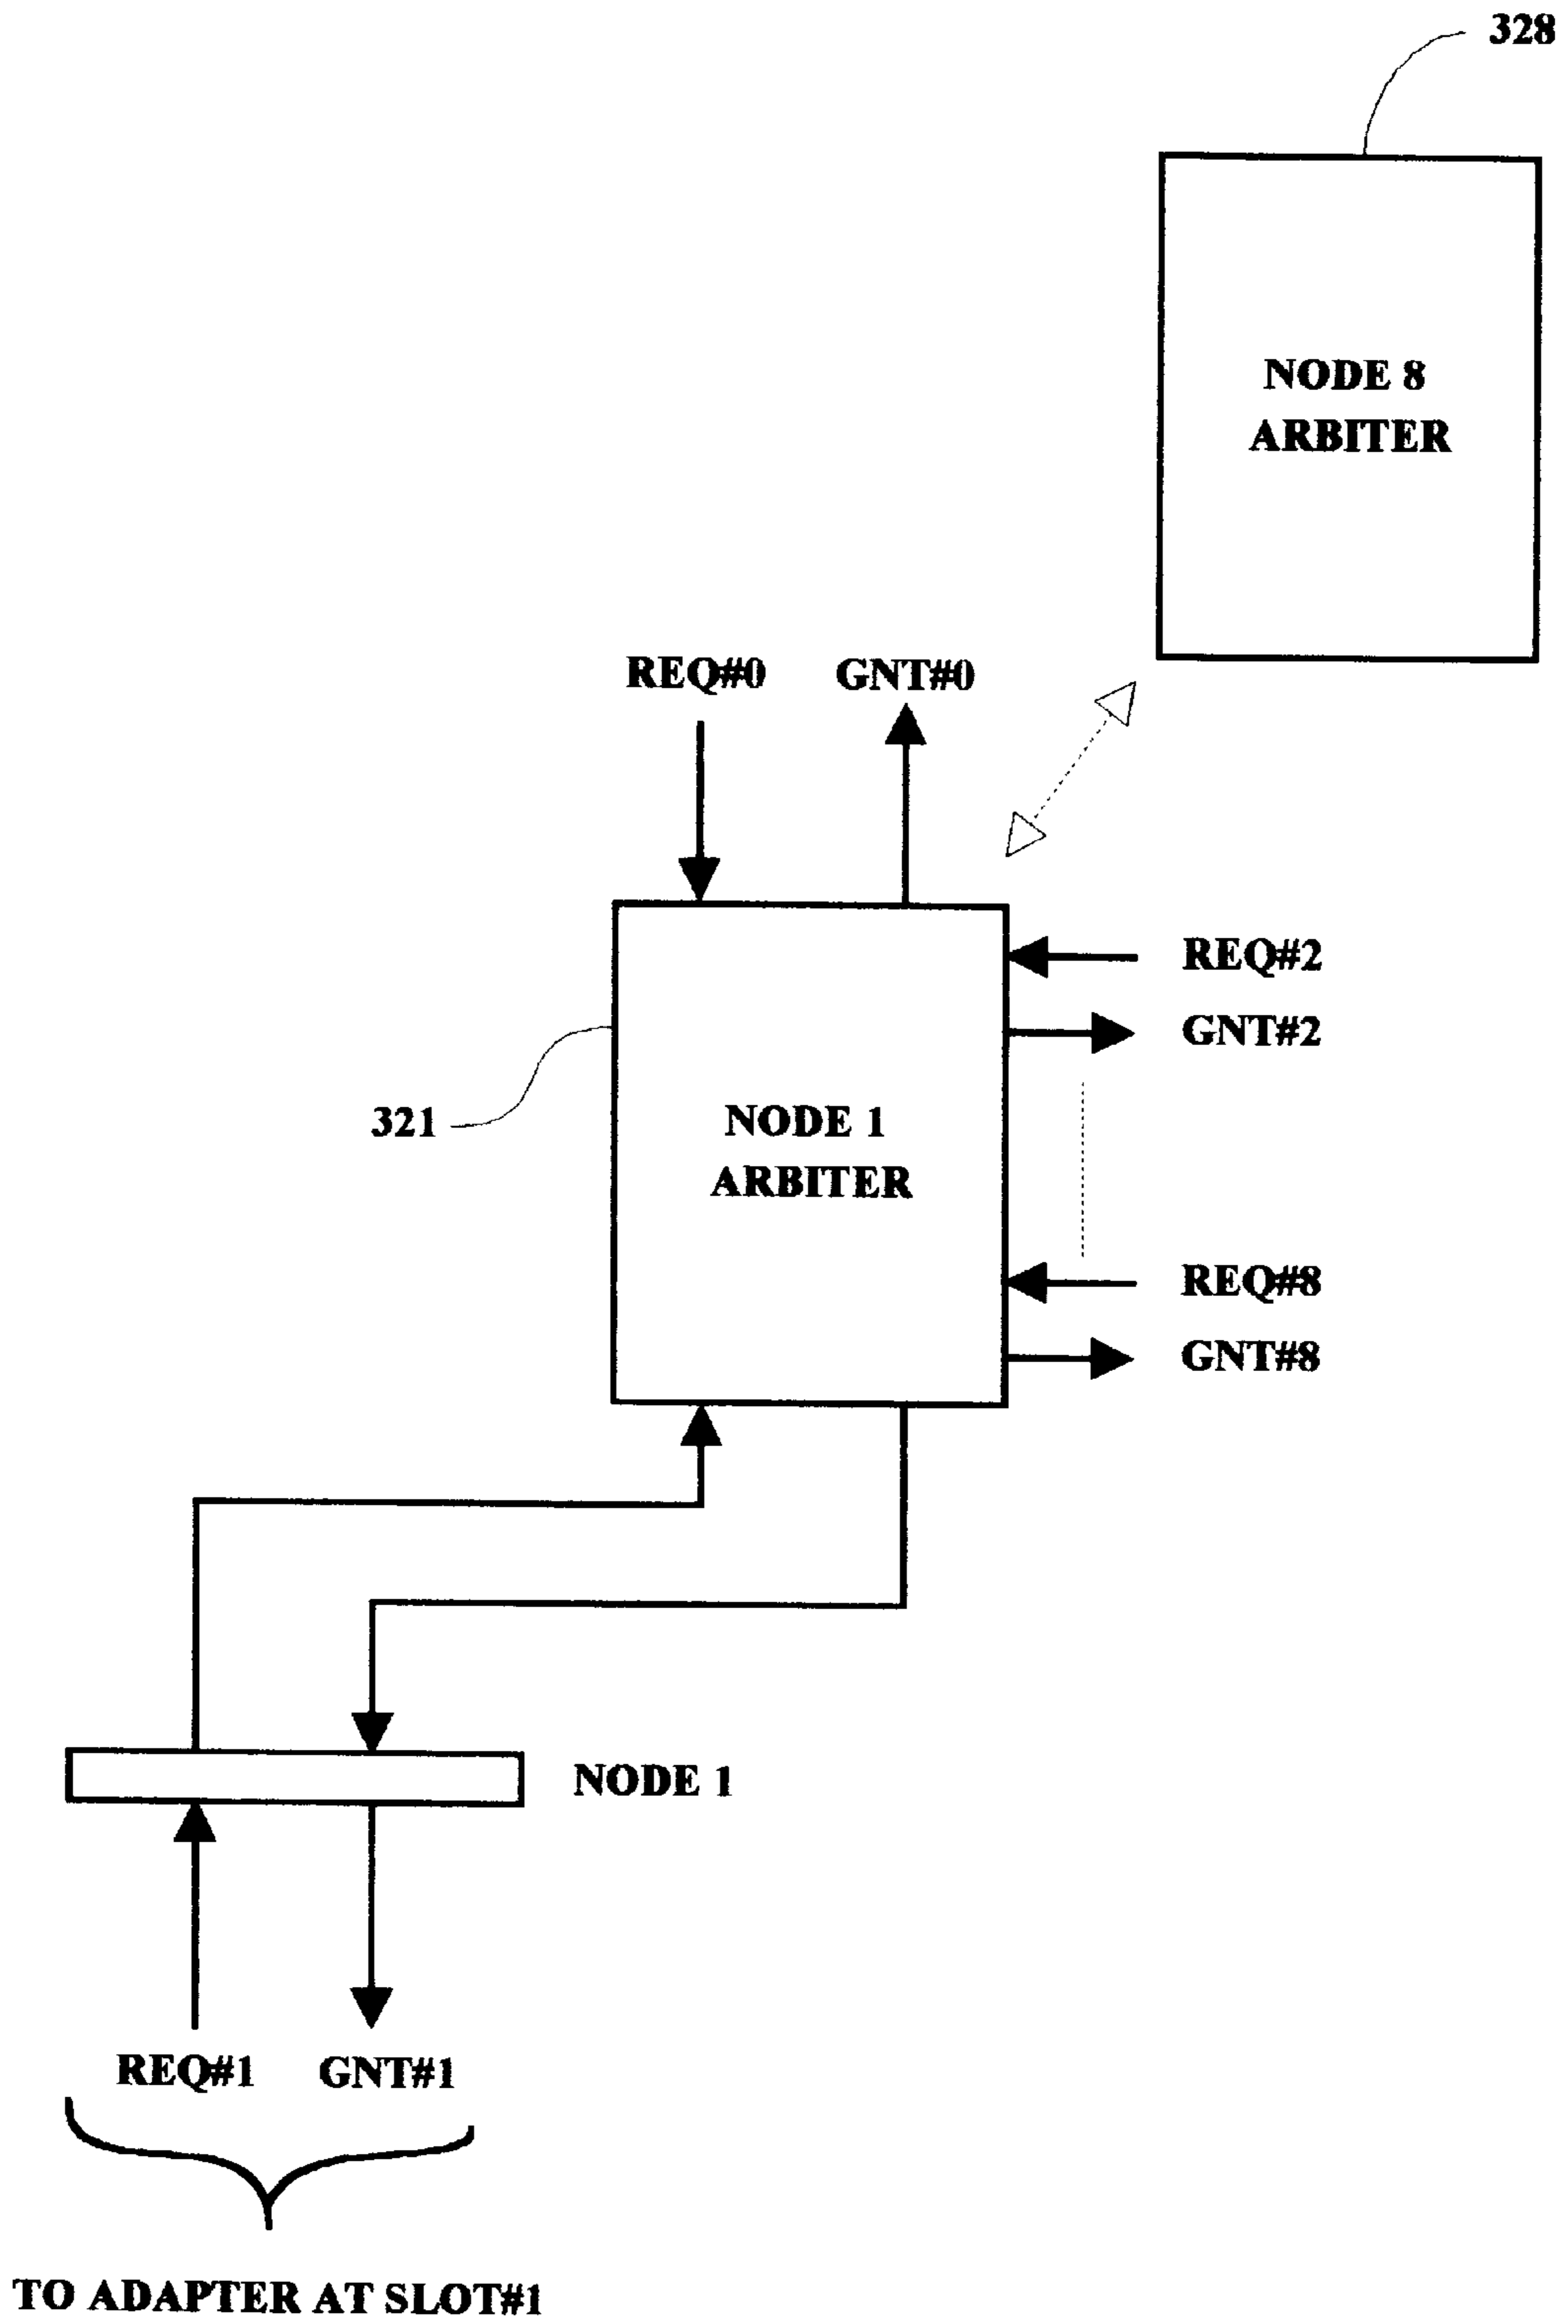 328
NODE 8
ARBITER
REQ#0 GNT#0
REQ#2
GNT#2
321
NODE 1
ARBITER
REQ#8
GNT#8
NODE 1
REQ#1 GNT#1
TO ADAPTER AT SLOT#1